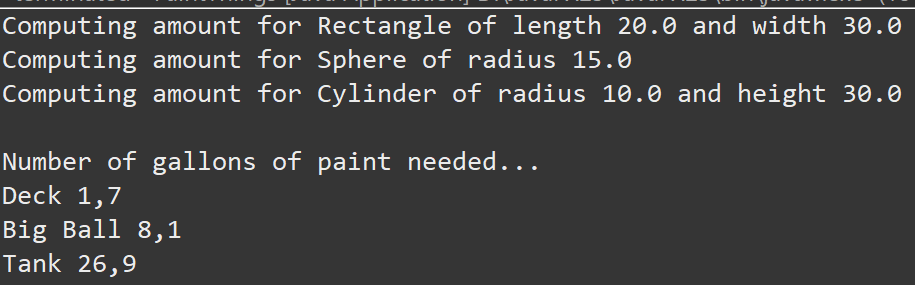 Computing amount for Rectangle of length 20.0 and width 30.0
Computing amount for Sphere of radius 15.0
Computing amount for Cylinder of radius 10.0 and height 30.0
Number of gallons of paint needed...
Deck 1,7
Big Ball 8,1
Tank 26,9